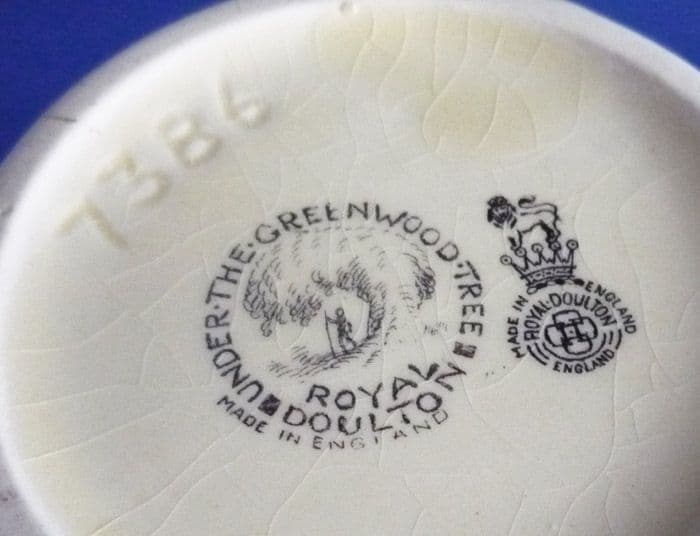 7386
UNDER·THE·GREENWOOD·TREE
ROYAL
DOULTON
MADE IN ENGLAND
MADE IN ENGLAND
ROYAL·DOULTON
ENGLAND